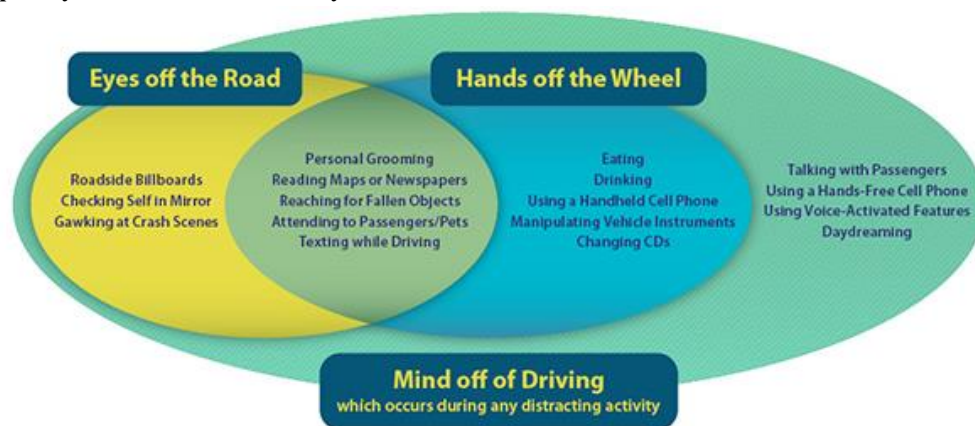 Eyes off the Road
Hands off the Wheel
Roadside Billboards
Checking Self in Mirror
Gawking at Crash Scenes
Personal Grooming
Reading Maps or Newspapers
Reaching for Fallen Objects
Attending to Passengers/Pets
Texting while Driving
Eating
Drinking
Using a Handheld Cell Phone
Manipulating Vehicle Instruments
Changing CDs
Talking with Passengers
Using a Hands-Free Cell Phone
Using Voice-Activated Features
Daydreaming
Mind off of Driving
which occurs during any distracting activity